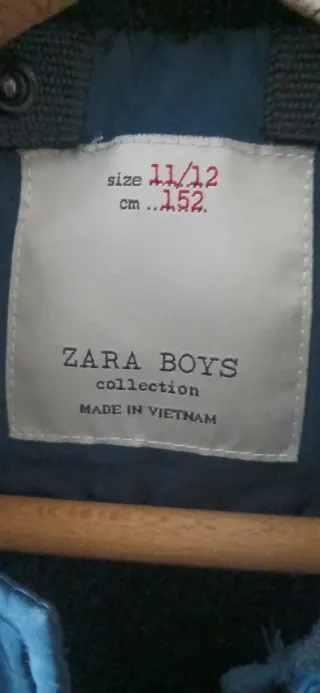 size 11/12
cm ..152.
ZARA BOYS
collection
MADE IN VIETNAM